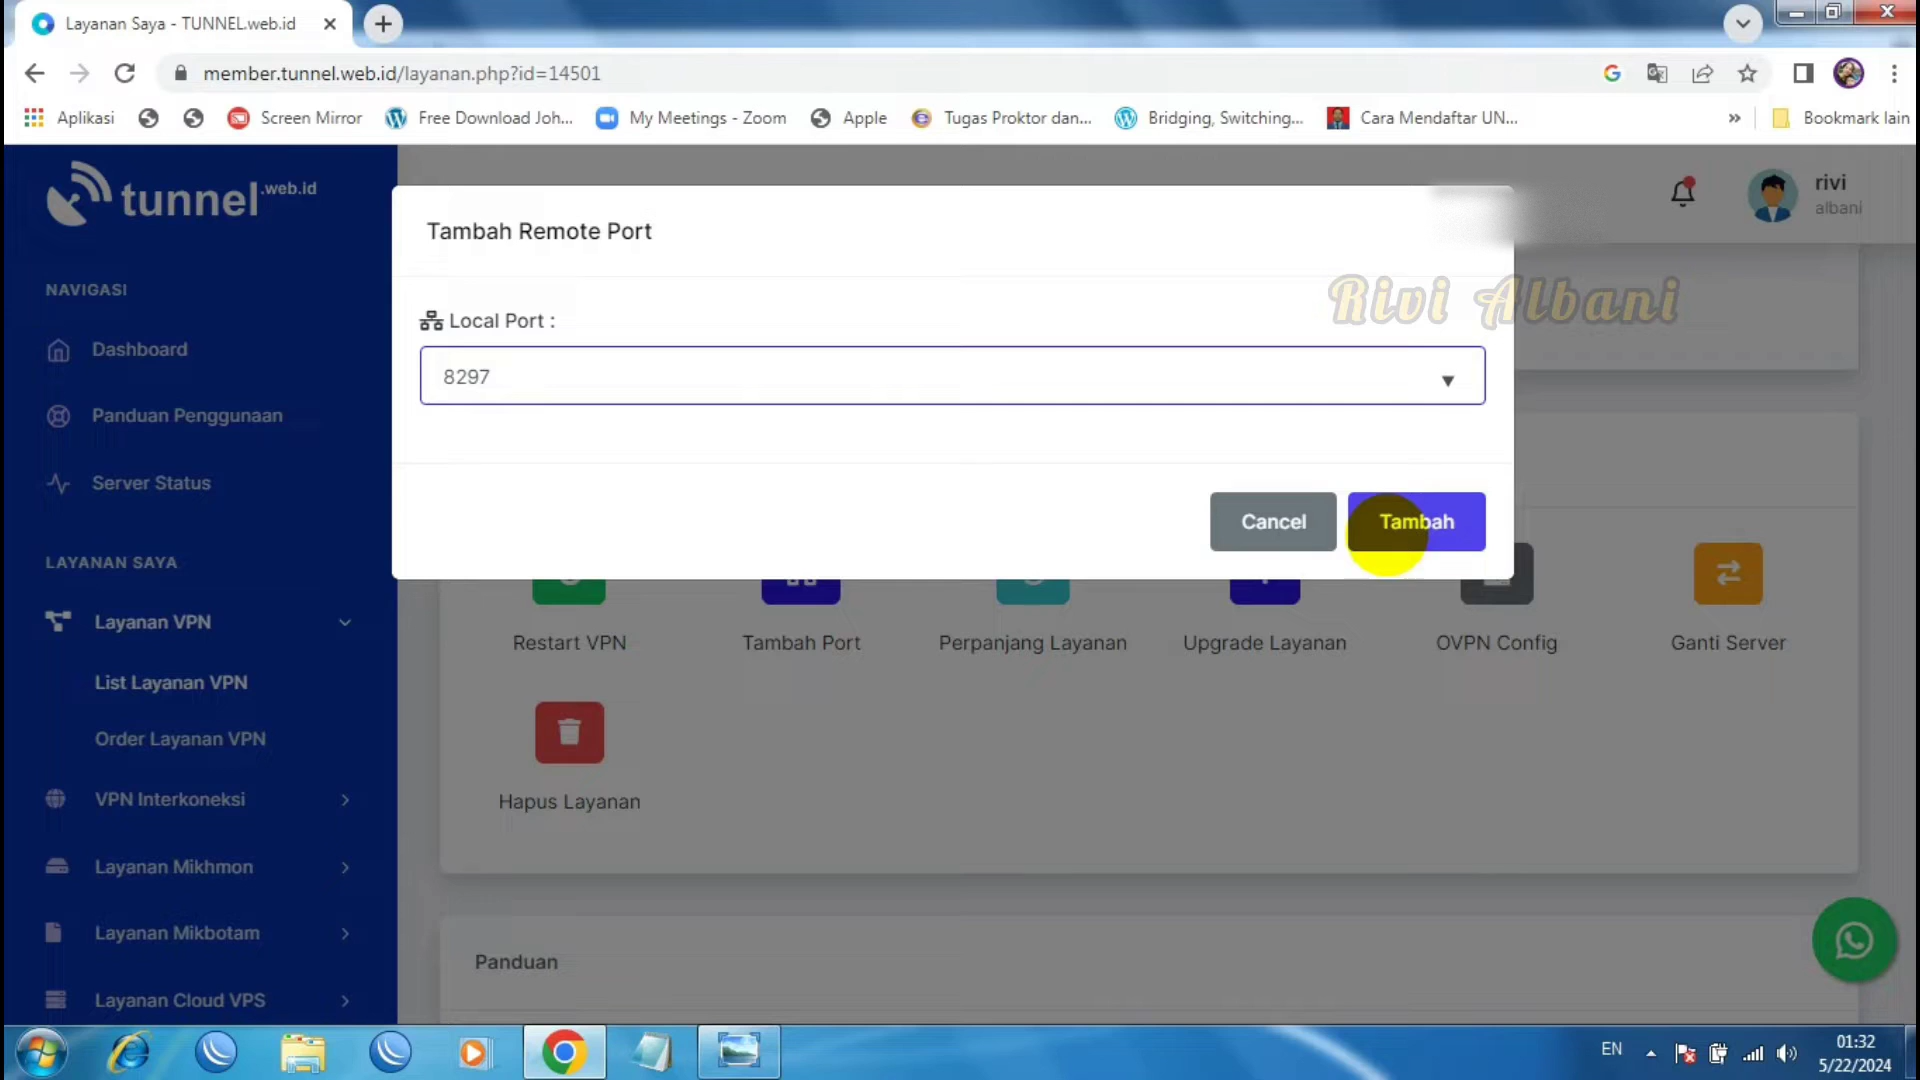 Layanan Saya - TUNNEL.web.id
member.tunnel.web.id/layanan.php?id=14501
Aplikasi
Screen Mirror
Free Download Joh...
My Meetings - Zoom
Apple
Tugas Proktor dan...
Bridging, Switching...
Cara Mendaftar UN...
»
Bookmark lain
tunnel.web.id
rivi
albani
Tambah Remote Port
Rivi Albani
NAVIGASI
Local Port :
Dashboard
8297
Panduan Penggunaan
Server Status
Cancel
Tambah
LAYANAN SAYA
Layanan VPN
Restart VPN
Tambah Port
Perpanjang Layanan
Upgrade Layanan
OVPN Config
Ganti Server
List Layanan VPN
Order Layanan VPN
VPN Interkoneksi
Hapus Layanan
Layanan Mikhmon
Layanan Mikbotam
Panduan
Layanan Cloud VPS
EN
01:32
5/22/2024